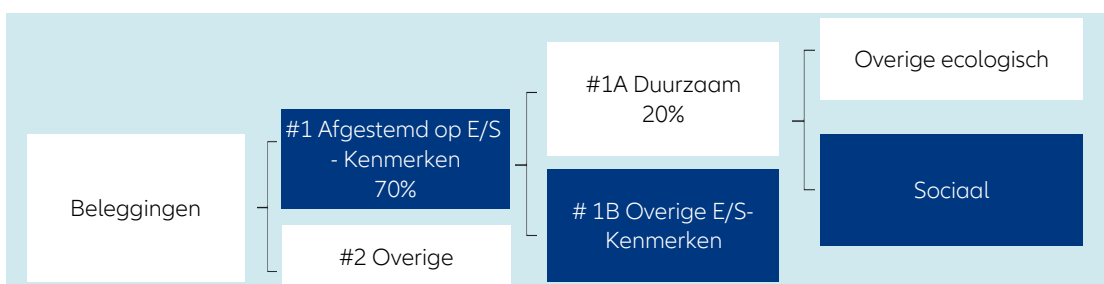 Beleggingen
#1 Afgestemd op E/S
- Kenmerken
70%
#2 Overige
#1A Duurzaam
20%
# 1B Overige E/S-
Kenmerken
Overige ecologisch
Sociaal